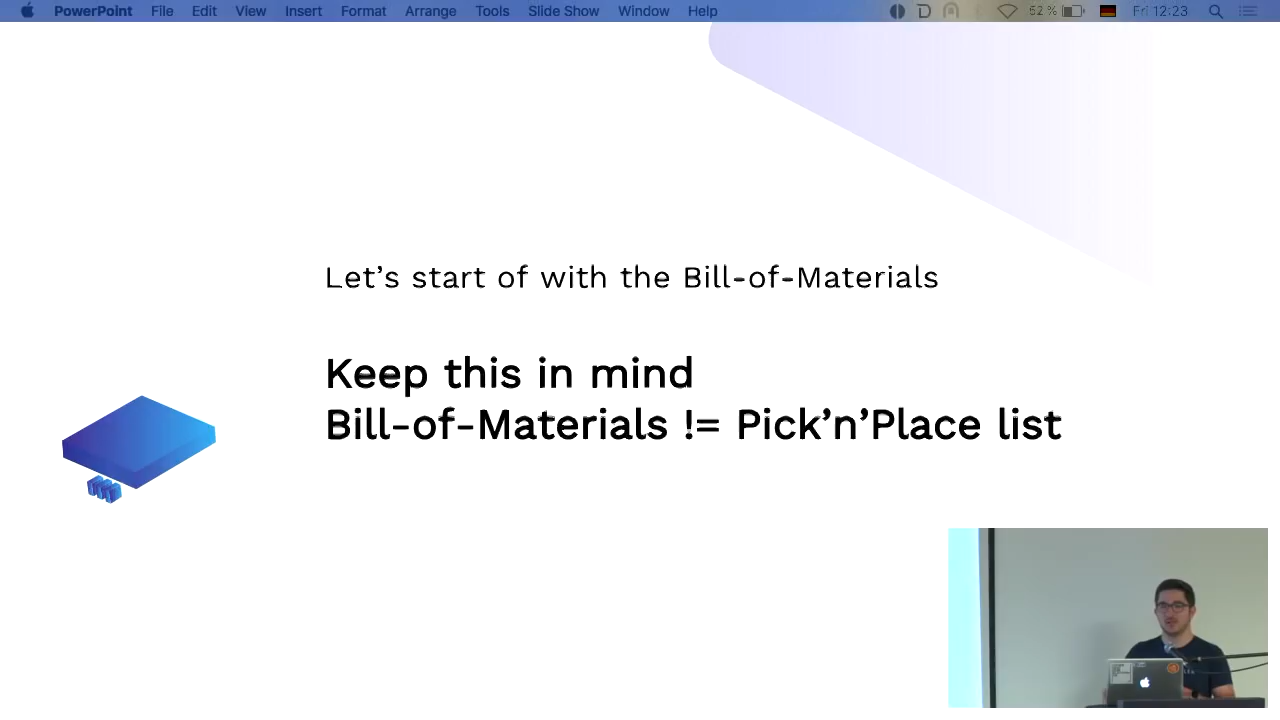 PowerPoint File Edit View Insert Format Arrange Tools Slide Show Window Help 52% Fri 12:23
Let's start of with the Bill-of-Materials
Keep this in mind
Bill-of-Materials != Pick'n'Place list